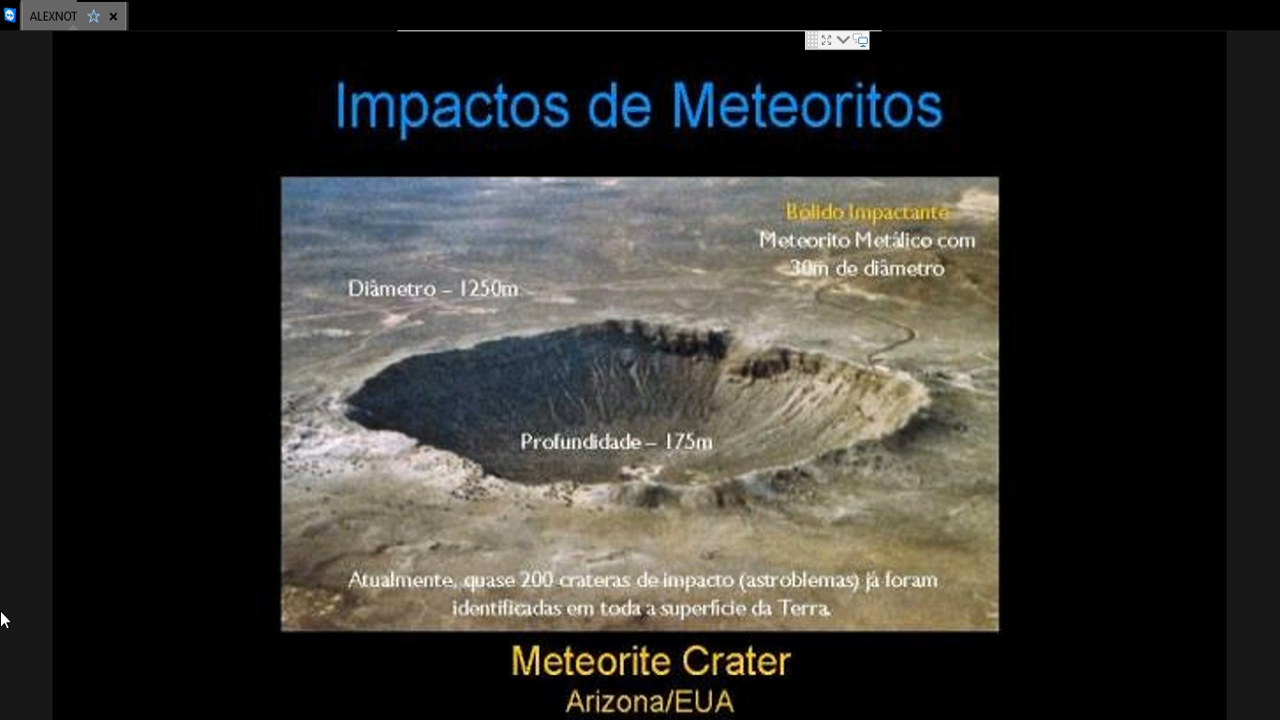 ALEXNOT
Impactos de Meteoritos
Bólido Impactante
Meteorito Metálico com
30m de diâmetro
Diâmetro – 1250m
Profundidade – 175m
Atualmente, quase 200 crateras de impacto (astroblemas) já foram
identificadas em toda a superfície da Terra.
Meteorite Crater
Arizona/EUA